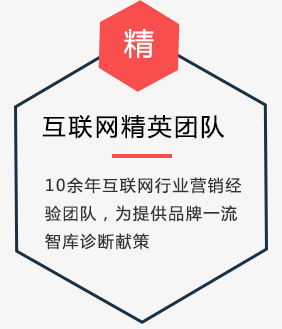 精
互联网精英团队
10余年互联网行业营销经
验团队，为提供品牌一流
智库诊断献策